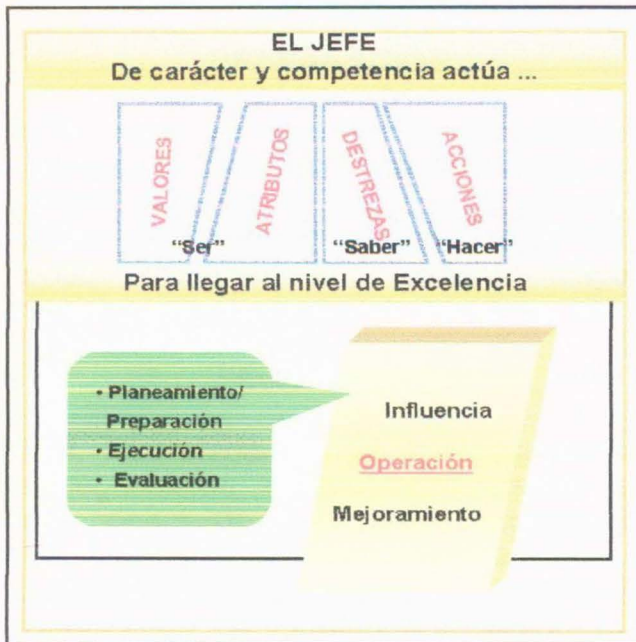 EL JEFE
De carácter y competencia actúa ...
VALORES
ATRIBUTOS
DESTREZAS
ACCIONES
“Ser”
“Saber”
“Hacer”
Para llegar al nivel de Excelencia
• Planeamiento/
Preparación
• Ejecución
• Evaluación
Influencia
Operación
Mejoramiento